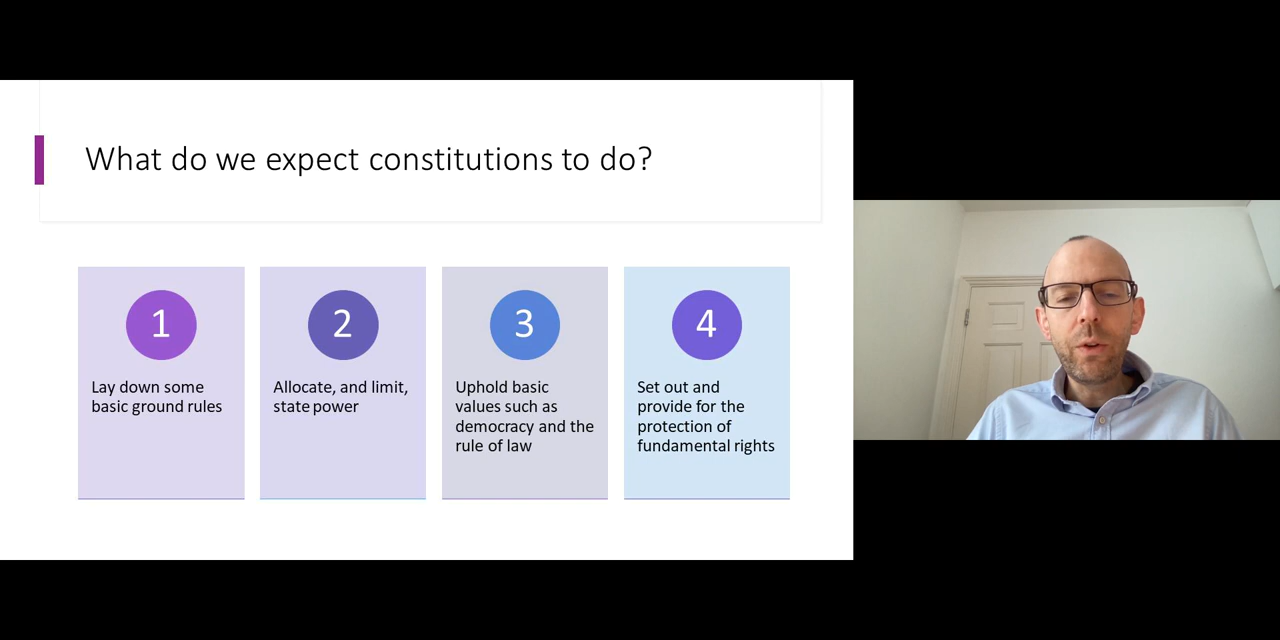 What do we expect constitutions to do?
1
Lay down some
basic ground rules
2
Allocate, and limit,
state power
3
Uphold basic
values such as
democracy and the
rule of law
4
Set out and
provide for the
protection of
fundamental rights